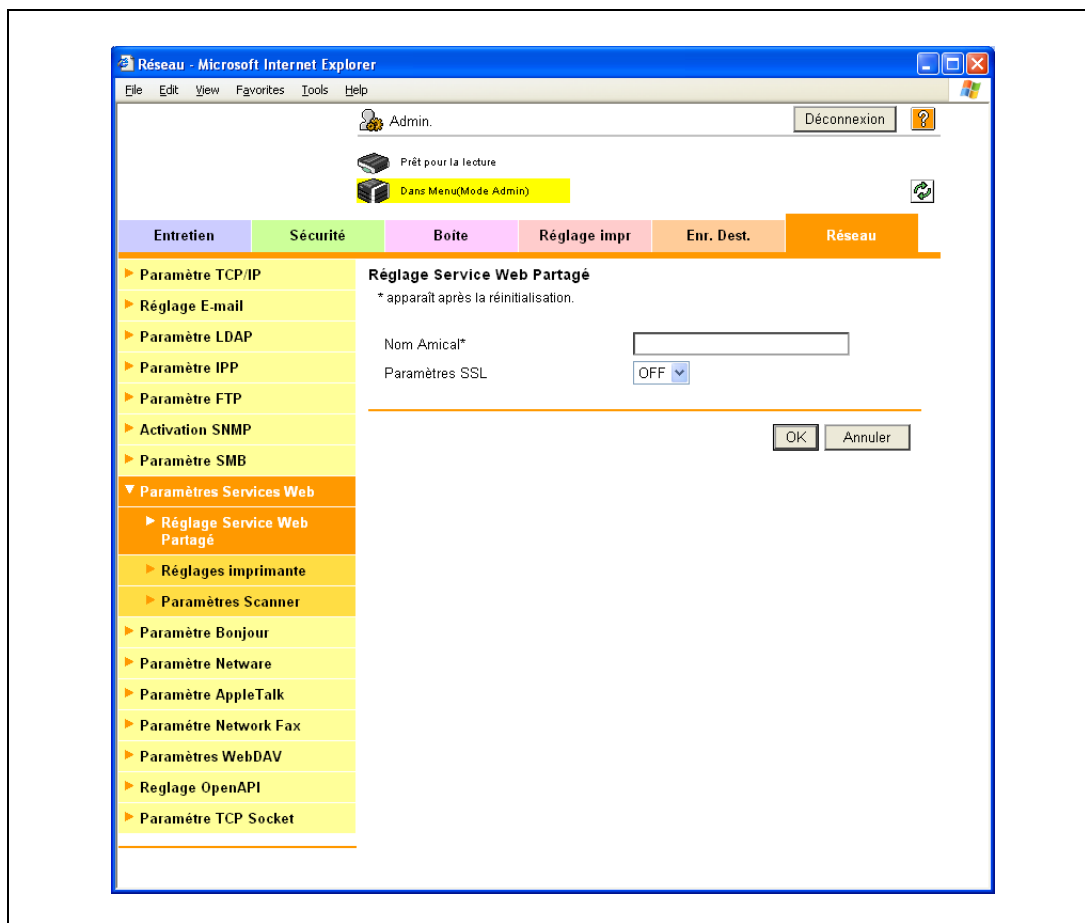 Réseau - Microsoft Internet Explorer
File Edit View Favorites Tools Help
Admin.
Déconnexion
?
Prêt pour la lecture
Dans Menu(Mode Admin)
Entretien Sécurité Boîte Réglage impr Enr. Dest. Réseau
Paramètre TCP/IP
Réglage E-mail
Paramètre LDAP
Paramètre IPP
Paramètre FTP
Activation SNMP
Paramètre SMB
Paramètres Services Web
Réglage Service Web
Partagé
Réglages imprimante
Paramètres Scanner
Paramètre Bonjour
Paramètre Netware
Paramètre AppleTalk
Paramétre Network Fax
Paramètres WebDAV
Reglage OpenAPI
Paramétre TCP Socket
Réglage Service Web Partagé
* apparaît après la réinitialisation.
Nom Amical*
Paramètres SSL OFF
OK Annuler